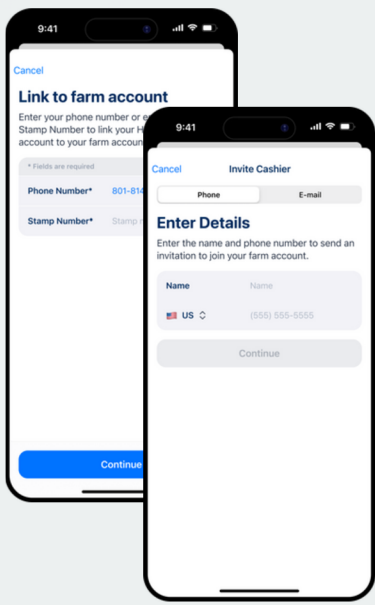 9:41
Cancel
Link to farm account
Enter your phone number or
Stamp Number to link your H
account to your farm accoun
* Fields are required
Phone Number* 801-814
Stamp Number* Stamp
Continue
9:41
Cancel Invite Cashier
Phone E-mail
Enter Details
Enter the name and phone number to send an
invitation to join your farm account.
Name Name
US (555) 555-5555
Continue